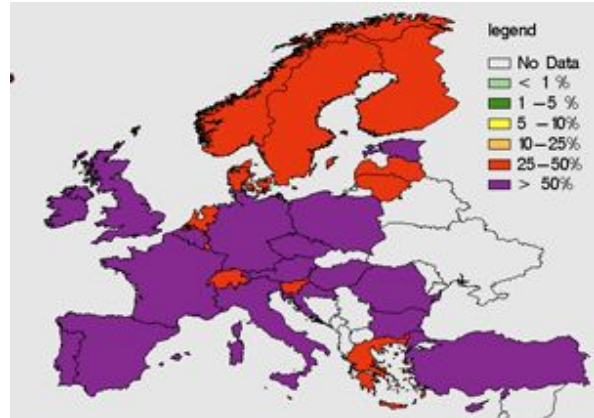 legend
No Data
< 1 %
1 –5 %
5 –10%
10–25%
25–50%
> 50%